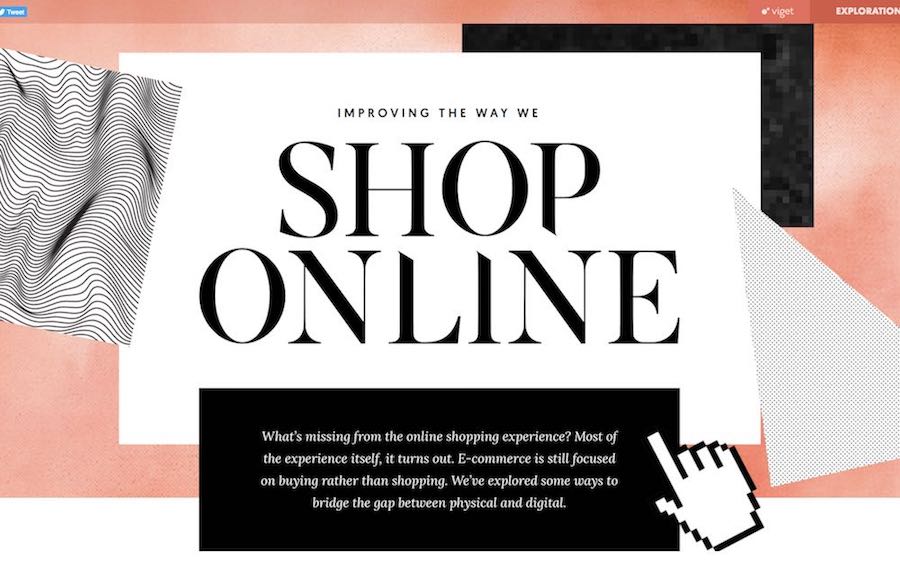 Tweet
viget
EXPLORATION
IMPROVING THE WAY WE
SHOP
ONLINE
What's missing from the online shopping experience? Most of
the experience itself, it turns out. E-commerce is still focused
on buying rather than shopping. We've explored some ways to
bridge the gap between physical and digital.